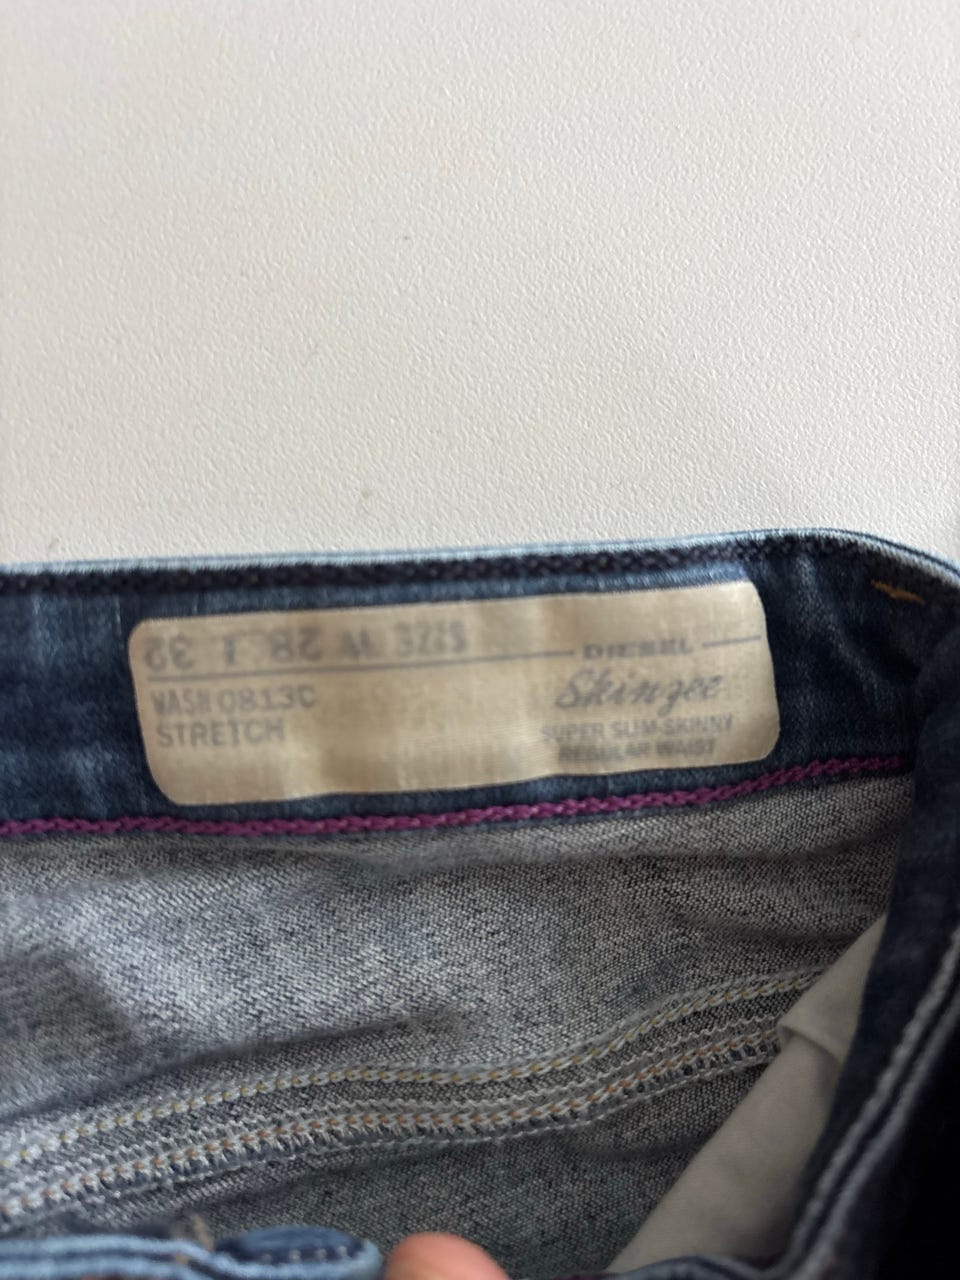 SIZE W 28 L 32
DIESEL
Skinzee
SUPER SLIM-SKINNY
REGULAR WAIST
WASH 0813C
STRETCH